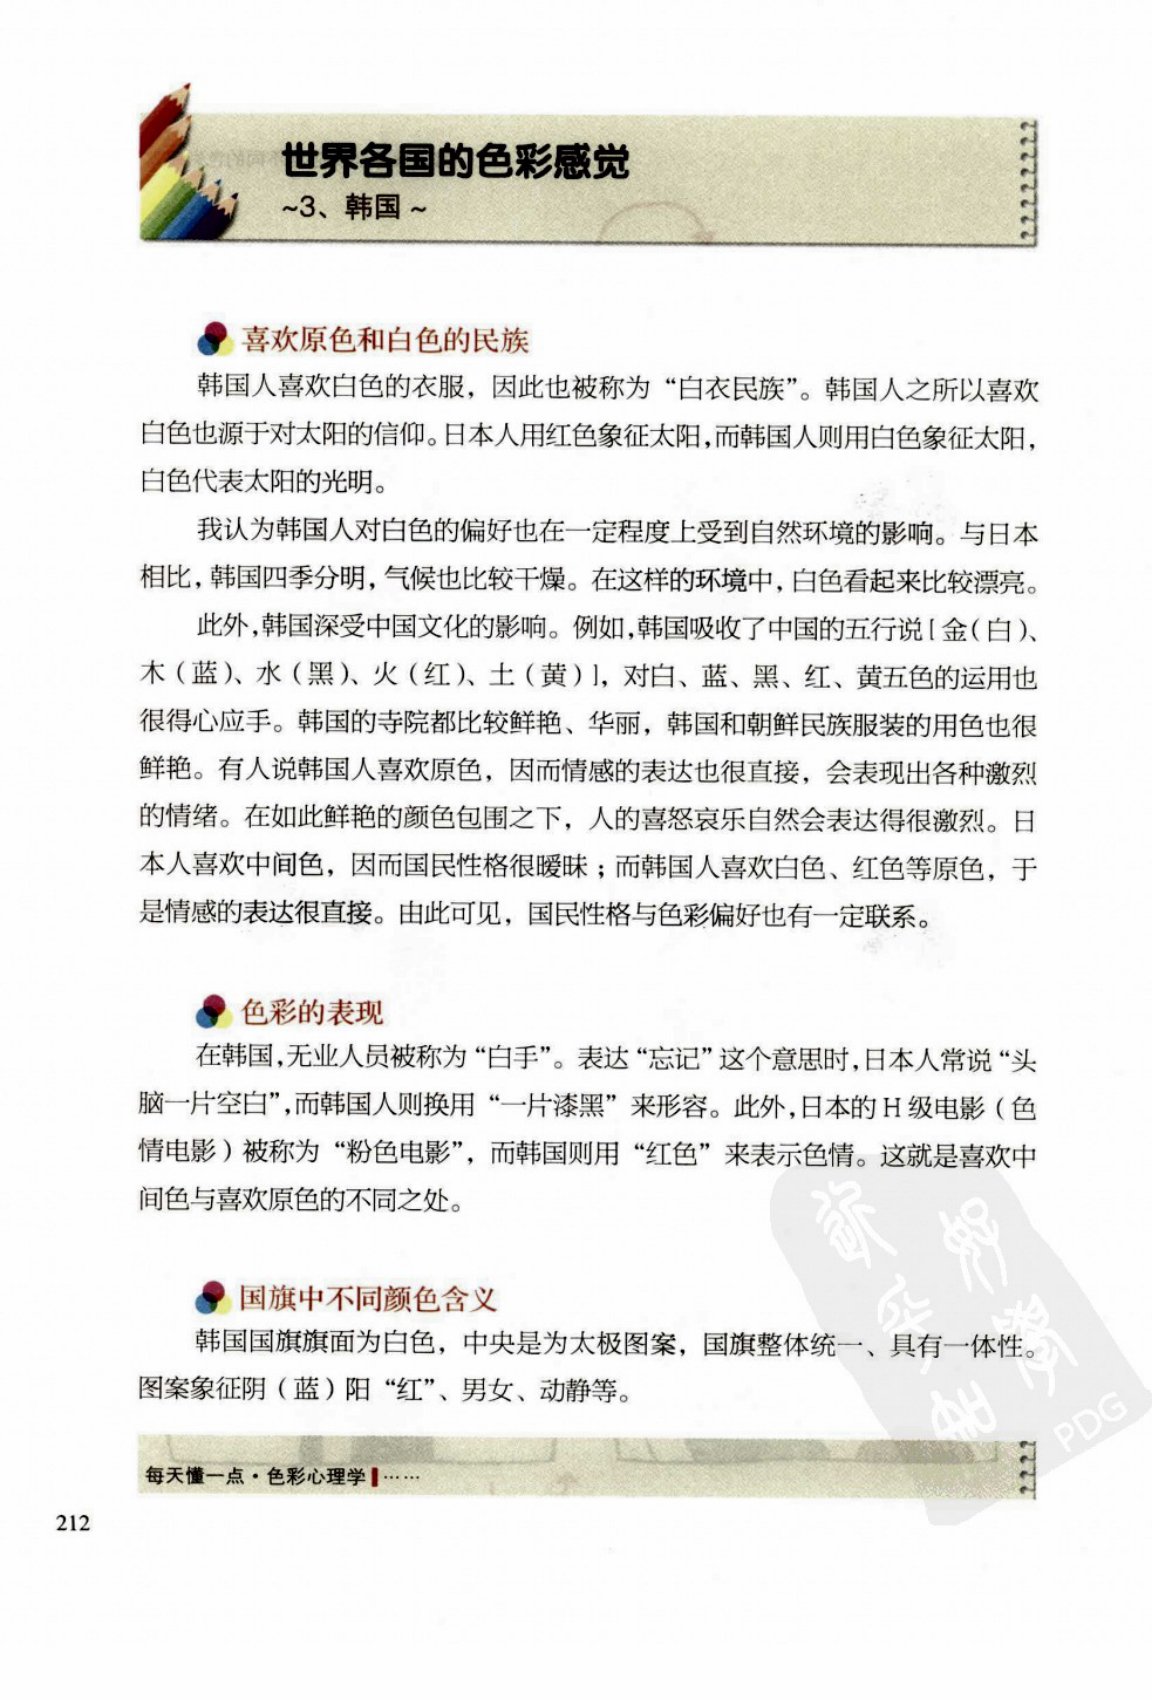 世界各国的色彩感觉
~3、韩国~
喜欢原色和白色的民族
韩国人喜欢白色的衣服，因此也被称为“白衣民族”。韩国人之所以喜欢
白色也源于对太阳的信仰。日本人用红色象征太阳，而韩国人则用白色象征太阳，
白色代表太阳的光明。
我认为韩国人对白色的偏好也在一定程度上受到自然环境的影响。与日本
相比，韩国四季分明，气候也比较干燥。在这样的环境中，白色看起来比较漂亮。
此外，韩国深受中国文化的影响。例如，韩国吸收了中国的五行说[金(白)、
木(蓝)、水(黑)、火(红)、土(黄)]，对白、蓝、黑、红、黄五色的运用也
很得心应手。韩国的寺院都比较鲜艳、华丽，韩国和朝鲜民族服装的用色也很
鲜艳。有人说韩国人喜欢原色，因而情感的表达也很直接，会表现出各种激烈
的情绪。在如此鲜艳的颜色包围之下，人的喜怒哀乐自然会表达得很激烈。日
本人喜欢中间色，因而国民性格很暧昧；而韩国人喜欢白色、红色等原色，于
是情感的表达很直接。由此可见，国民性格与色彩偏好也有一定联系。
色彩的表现
在韩国，无业人员被称为“白手”。表达“忘记”这个意思时，日本人常说“头
脑一片空白”，而韩国人则换用“一片漆黑”来形容。此外，日本的H级电影(色
情电影)被称为“粉色电影”，而韩国则用“红色”来表示色情。这就是喜欢中
间色与喜欢原色的不同之处。
国旗中不同颜色含义
韩国国旗旗面为白色，中央是为太极图案，国旗整体统一、具有一体性。
图案象征阴(蓝)阳“红”、男女、动静等。
PDG
每天懂一点·色彩心理学 ……
212